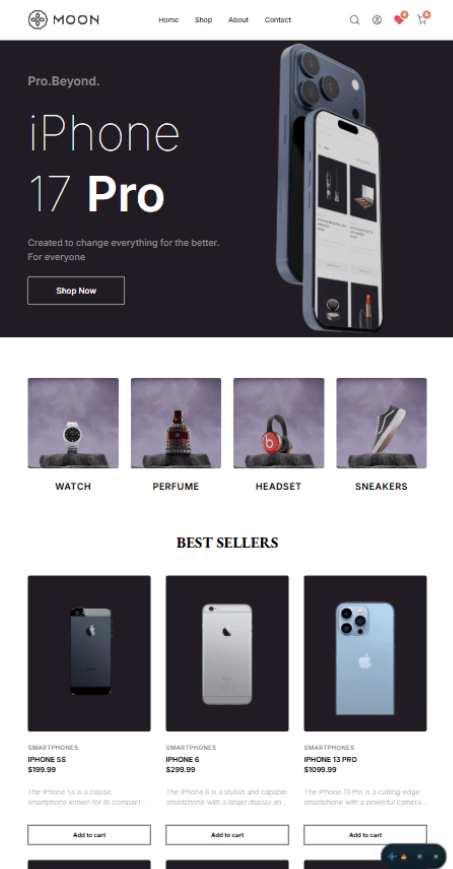 MOON
Home Shop About Contact
Pro.Beyond.
iPhone
17 Pro
Created to change everything for the better.
For everyone
Shop Now
WATCH PERFUME HEADSET SNEAKERS
BEST SELLERS
SMARTPHONES SMARTPHONES SMARTPHONES
IPHONE 5S IPHONE 6 IPHONE 13 PRO
$199.99 $299.99 $1099.99
The iPhone 5s is a classic
smartphone known for its compact...
The iPhone 6 is a stylish and capable
smartphone with a larger display an...
The iPhone 13 Pro is a cutting-edge
smartphone with a powerful camera...
Add to cart Add to cart Add to cart